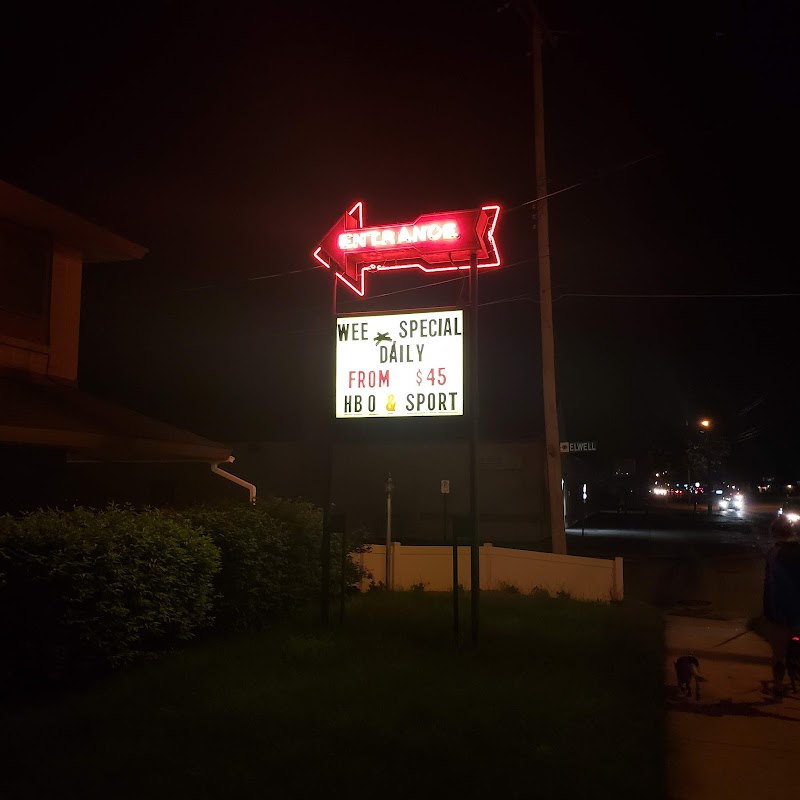 ENTRANCE
WEE SPECIAL
DAILY
FROM $45
HBO & SPORT
ELWELL